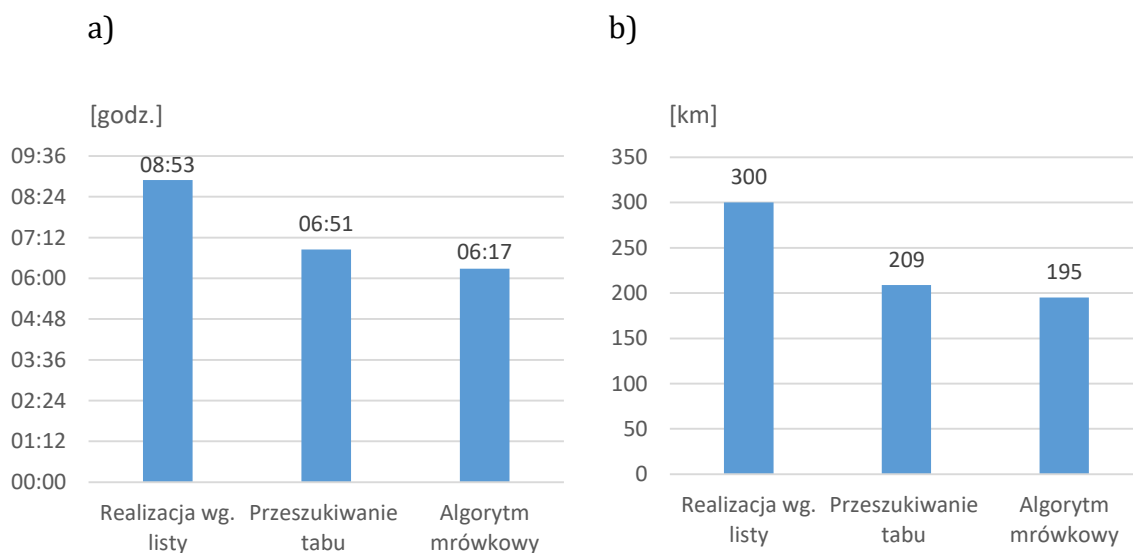 a)
[godz.]
09:36
08:24
07:12
06:00
04:48
03:36
02:24
01:12
00:00
08:53
06:51
06:17
Realizacja wg.
listy
Przeszukiwanie
tabu
Algorytm
mrówkowy
b)
[km]
350
300
250
200
150
100
50
0
300
209
195
Realizacja wg.
listy
Przeszukiwanie
tabu
Algorytm
mrówkowy